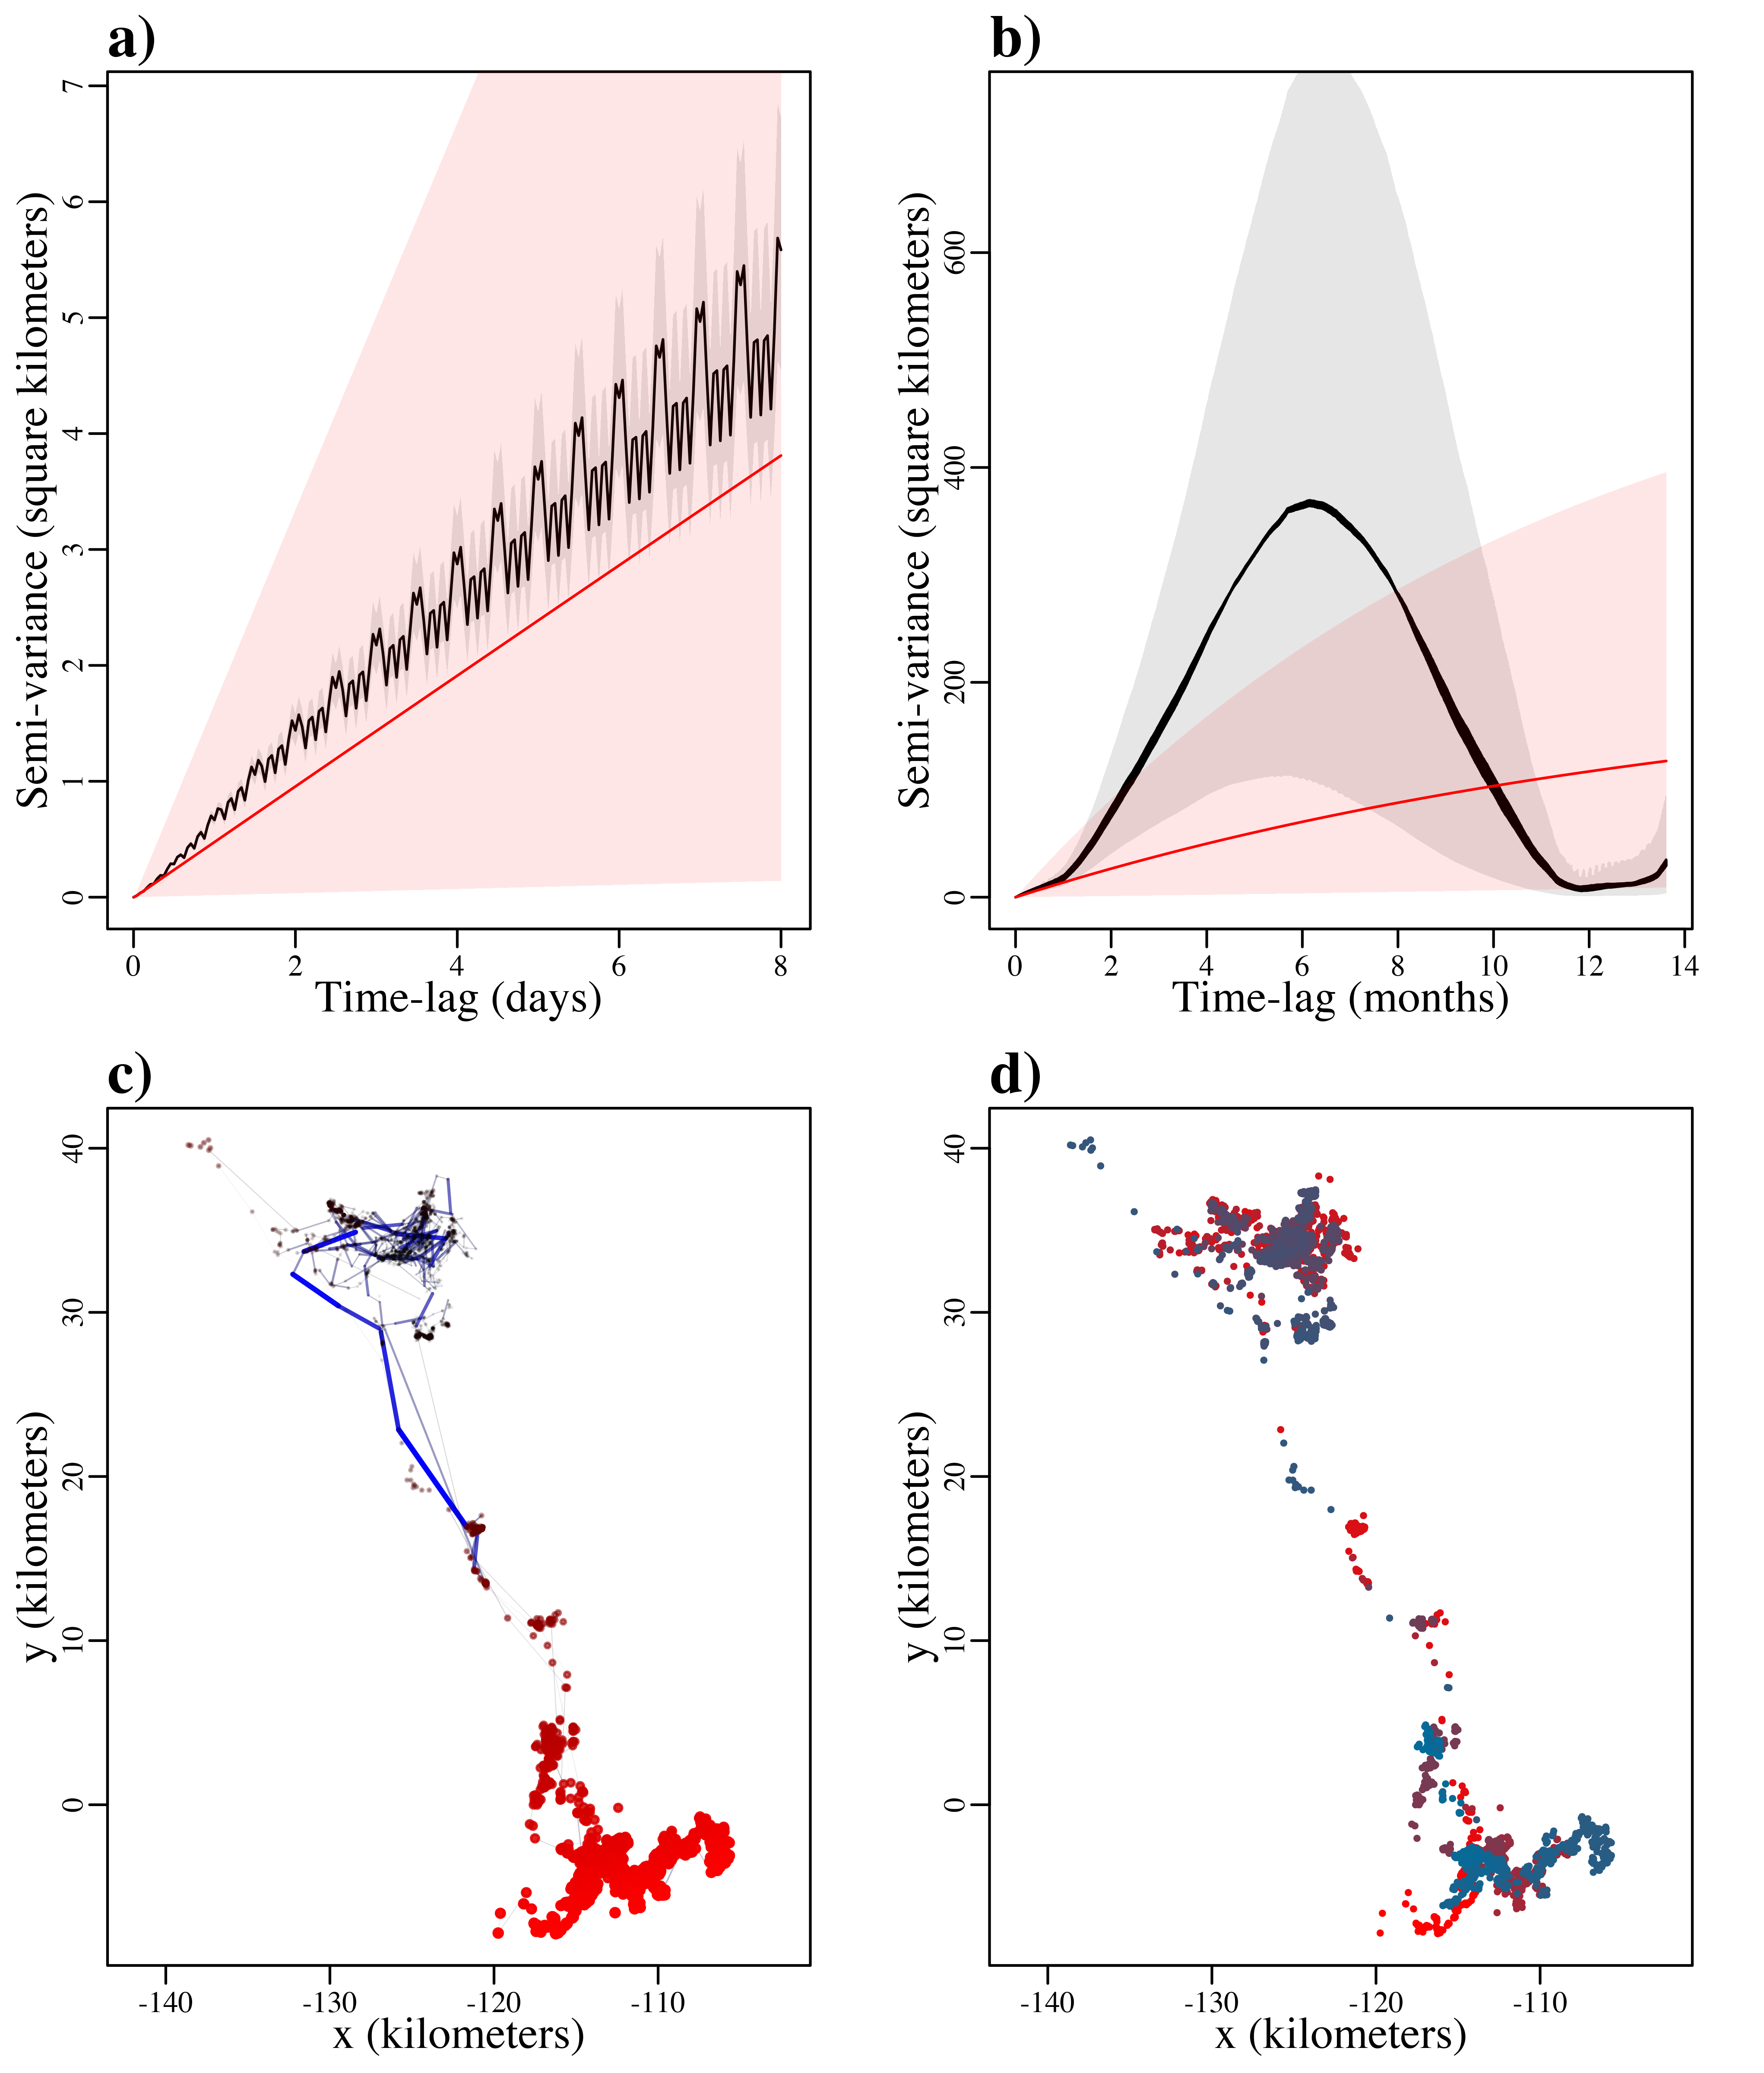 a)
Semi-variance (square kilometers)
0 1 2 3 4 5 6 7
0 2 4 6 8
Time-lag (days)
b)
Semi-variance (square kilometers)
0 200 400 600
0 2 4 6 8 10 12 14
Time-lag (months)
c)
y (kilometers)
0 10 20 30 40
-140 -130 -120 -110
x (kilometers)
d)
y (kilometers)
0 10 20 30 40
-140 -130 -120 -110
x (kilometers)